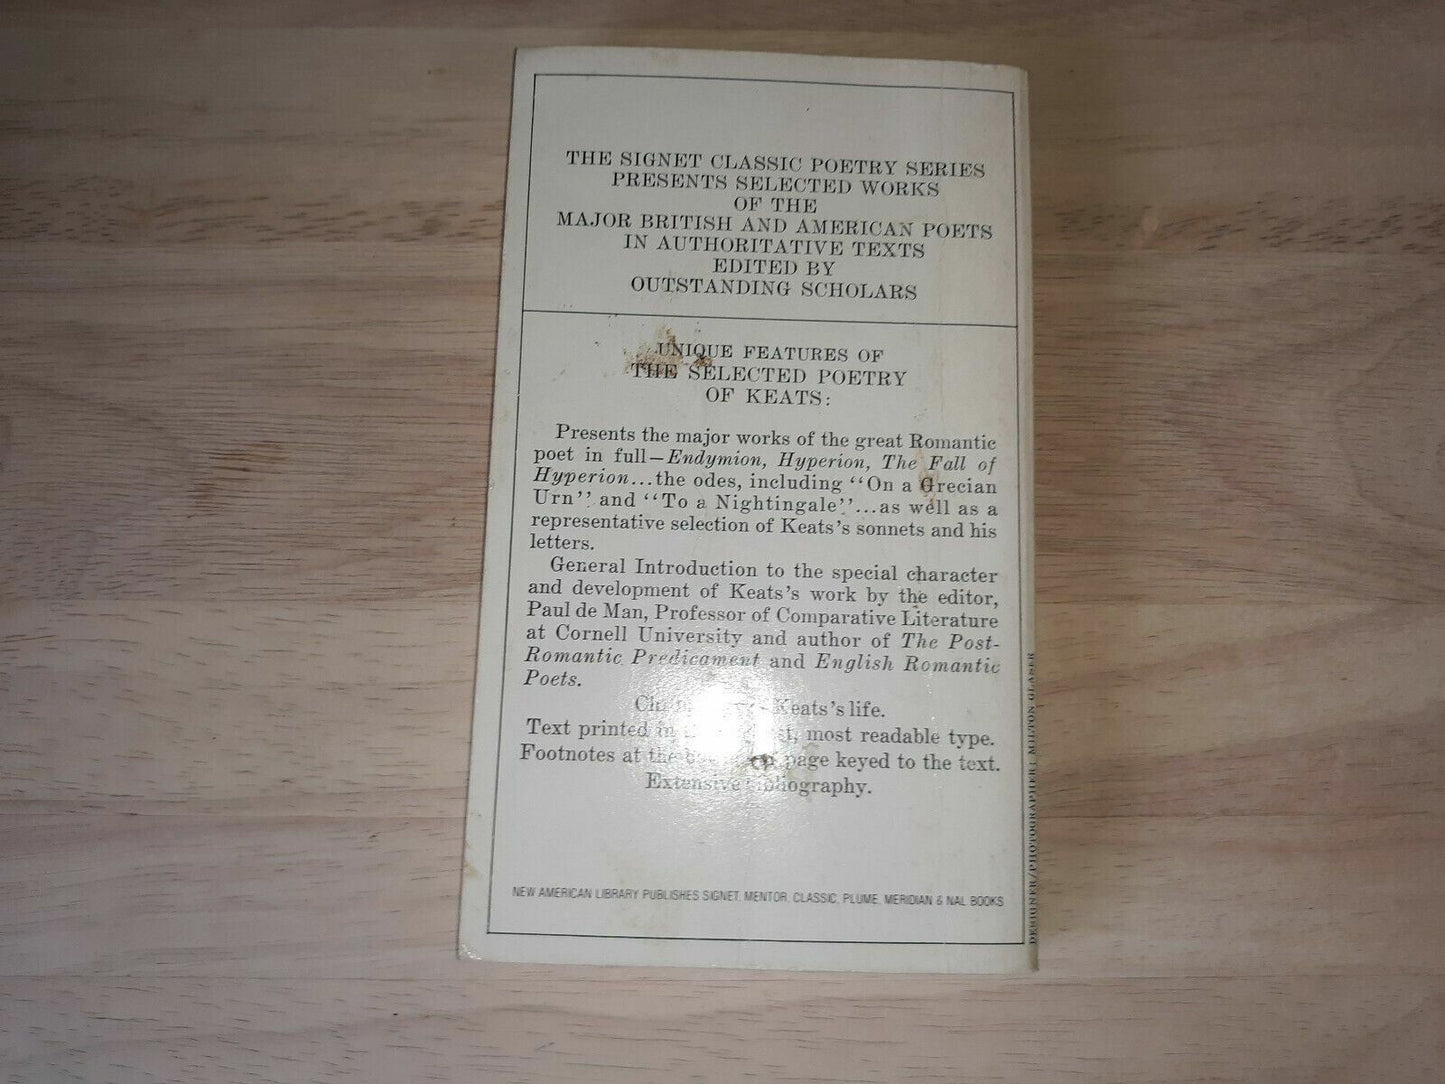 THE SIGNET CLASSIC POETRY SERIES
PRESENTS SELECTED WORKS
OF THE
MAJOR BRITISH AND AMERICAN POETS
IN AUTHORITATIVE TEXTS
EDITED BY
OUTSTANDING SCHOLARS
UNIQUE FEATURES OF
THE SELECTED POETRY
OF KEATS:
Presents the major works of the great Romantic
poet in full—Endymion, Hyperion, The Fall of
Hyperion...the odes, including “On a Grecian
Urn” and “To a Nightingale”...as well as a
representative selection of Keats's sonnets and his
letters.
General Introduction to the special character
and development of Keats's work by the editor,
Paul de Man, Professor of Comparative Literature
at Cornell University and author of The Post-
Romantic Predicament and English Romantic
Poets.
Keats's life.
Text printed in most readable type.
Footnotes at the page keyed to the text.
Extensive bibliography.
NEW AMERICAN LIBRARY PUBLISHES SIGNET, MENTOR, CLASSIC, PLUME, MERIDIAN & NAL BOOKS
DESIGNER/PHOTOGRAPHER: MILTON GLASER